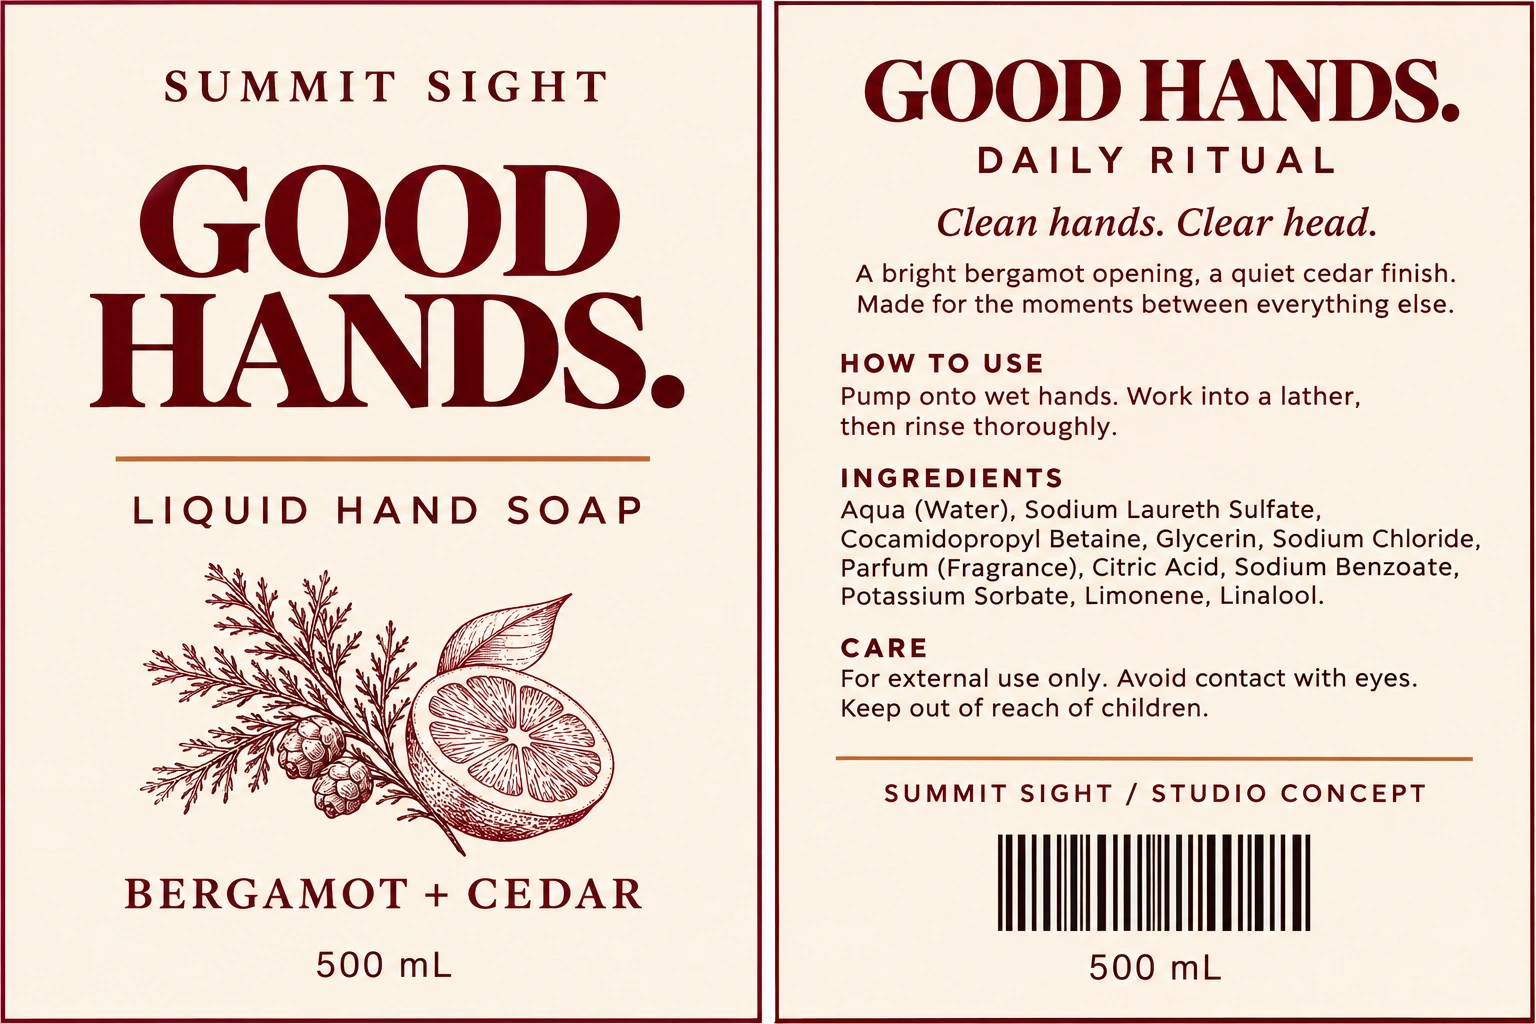 SUMMIT SIGHT
GOOD
HANDS.
LIQUID HAND SOAP
BERGAMOT + CEDAR
500 mL
GOOD HANDS.
DAILY RITUAL
Clean hands. Clear head.
A bright bergamot opening, a quiet cedar finish.
Made for the moments between everything else.
HOW TO USE
Pump onto wet hands. Work into a lather,
then rinse thoroughly.
INGREDIENTS
Aqua (Water), Sodium Laureth Sulfate,
Cocamidopropyl Betaine, Glycerin, Sodium Chloride,
Parfum (Fragrance), Citric Acid, Sodium Benzoate,
Potassium Sorbate, Limonene, Linalool.
CARE
For external use only. Avoid contact with eyes.
Keep out of reach of children.
SUMMIT SIGHT / STUDIO CONCEPT
500 mL